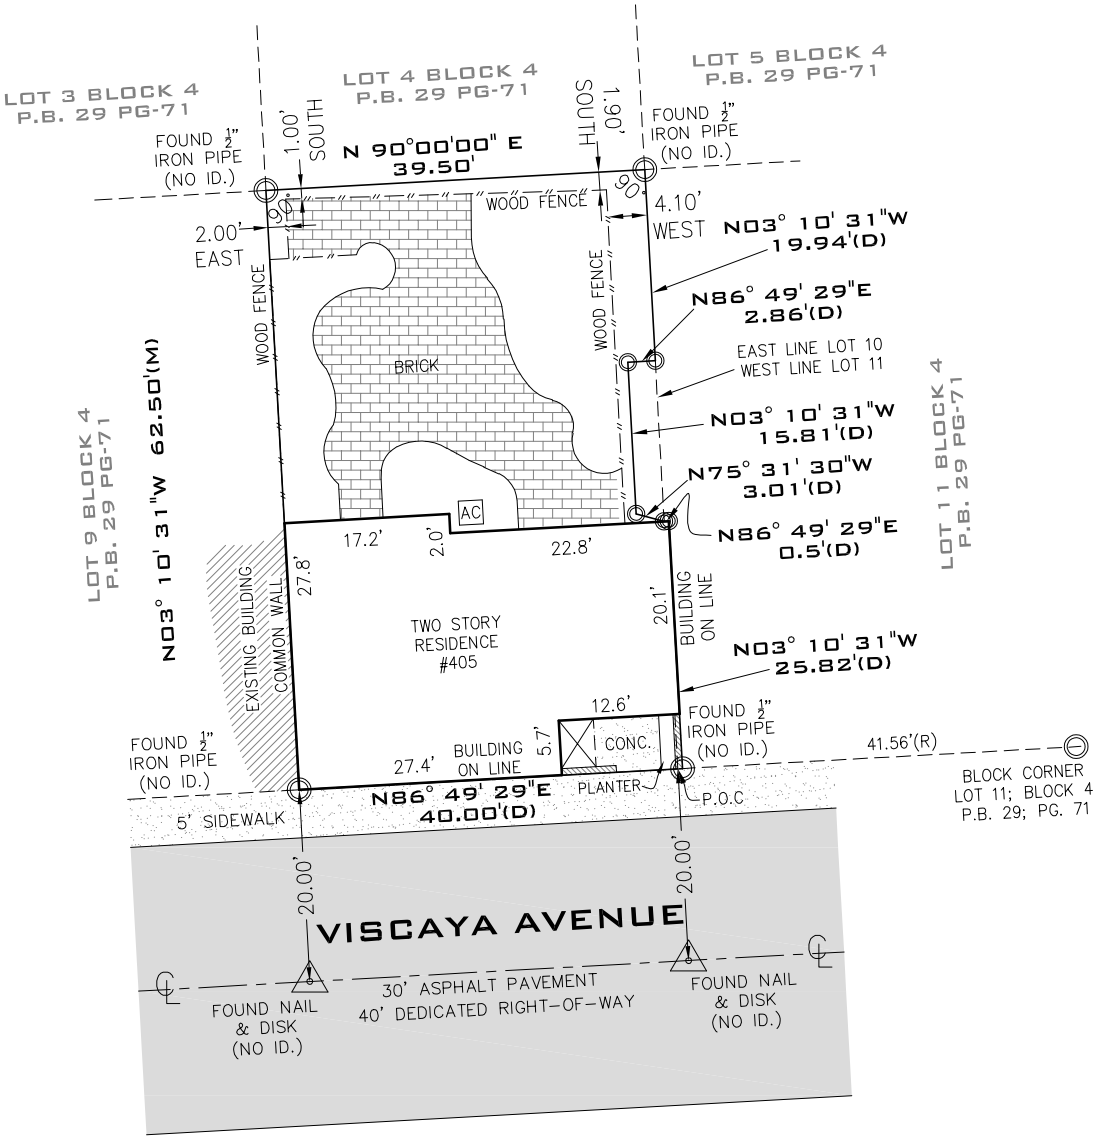 LOT 3 BLOCK 4
P.B. 29 PG-71
LOT 4 BLOCK 4
P.B. 29 PG-71
LOT 5 BLOCK 4
P.B. 29 PG-71
FOUND 1/2"
IRON PIPE
(NO ID.)
1.00'
SOUTH
N 90°00'00" E
39.50'
SOUTH
1.90'
FOUND 1/2"
IRON PIPE
(NO ID.)
90°
WOOD FENCE
90°
2.00'
EAST
4.10'
WEST
N03° 10' 31"W
19.94'(D)
WOOD FENCE
WOOD FENCE
N86° 49' 29"E
2.86'(D)
EAST LINE LOT 10
WEST LINE LOT 11
BRICK
N03° 10' 31"W
15.81'(D)
N75° 31' 30"W
3.01'(D)
N86° 49' 29"E
0.5'(D)
LOT 9 BLOCK 4
P.B. 29 PG-71
N03° 10' 31"W 62.50'(M)
LOT 11 BLOCK 4
P.B. 29 PG-71
AC
17.2'
2.0'
22.8'
27.8'
EXISTING BUILDING
COMMON WALL
TWO STORY
RESIDENCE
#405
20.1'
BUILDING
ON LINE
N03° 10' 31"W
25.82'(D)
12.6'
5.7'
CONC.
FOUND 1/2"
IRON PIPE
(NO ID.)
FOUND 1/2"
IRON PIPE
(NO ID.)
BUILDING
ON LINE
27.4'
41.56'(R)
BLOCK CORNER
LOT 11; BLOCK 4
P.B. 29; PG. 71
N86° 49' 29"E
40.00'(D)
PLANTER
P.O.C
5' SIDEWALK
20.00'
20.00'
VISCAYA AVENUE
CL
CL
30' ASPHALT PAVEMENT
40' DEDICATED RIGHT-OF-WAY
FOUND NAIL
& DISK
(NO ID.)
FOUND NAIL
& DISK
(NO ID.)